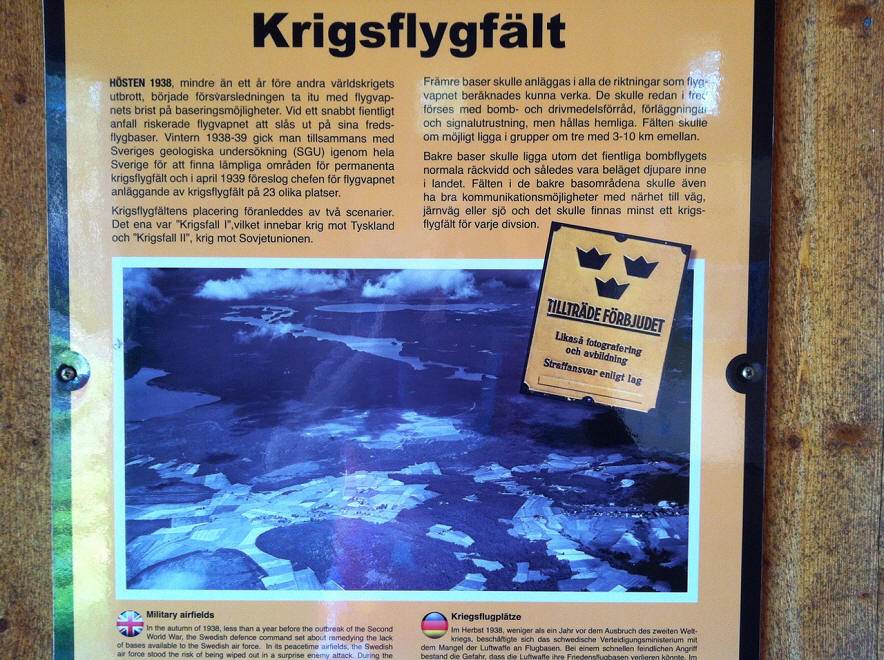 Krigsflygfält
HÖSTEN 1938, mindre än ett år före andra världskrigets
utbrott, började försvarsledningen ta itu med flygvap-
nets brist på baseringsmöjligheter. Vid ett snabbt fientligt
anfall riskerade flygvapnet att slås ut på sina freds-
flygbaser. Vintern 1938-39 gick man tillsammans med
Sveriges geologiska undersökning (SGU) igenom hela
Sverige för att finna lämpliga områden för permanenta
krigsflygfält och i april 1939 föreslog chefen för flygvapnet
anläggande av krigsflygfält på 23 olika platser.
Krigsflygfältens placering föranleddes av två scenarier.
Det ena var "Krigsfall I",vilket innebar krig mot Tyskland
och "Krigsfall II", krig mot Sovjetunionen.
Främre baser skulle anläggas i alla de riktningar som flyg-
vapnet beräknades kunna verka. De skulle redan i fred
förses med bomb- och drivmedelsförråd, förläggningar
och signalutrustning, men hållas hemliga. Fälten skulle
om möjligt ligga i grupper om tre med 3-10 km emellan.
Bakre baser skulle ligga utom det fientliga bombflygets
normala räckvidd och således vara beläget djupare inne
i landet. Fälten i de bakre basområdena skulle även
ha bra kommunikationsmöjligheter med närhet till väg,
järnväg eller sjö och det skulle finnas minst ett krigs-
flygfält för varje division.
TILLTRÄDE FÖRBJUDET
Likaså fotografering
och avbildning
Straffansvar enligt lag
Military airfields
In the autumn of 1938, less than a year before the outbreak of the Second
World War, the Swedish defence command set about remedying the lack
of bases available to the Swedish air force. In its peacetime airfields, the Swedish
air force stood the risk of being wiped out in a surprise enemy attack. During the
Kriegsflugplätze
Im Herbst 1938, weniger als ein Jahr vor dem Ausbruch des zweiten Welt-
kriegs, beschäftigte sich das schwedische Verteidigungsministerium mit
dem Mangel der Luftwaffe an Flugbasen. Bei einem schnellen feindlichen Angriff
bestand die Gefahr, dass die Luftwaffe ihre Friedensflugbasen verlieren könnte. Im